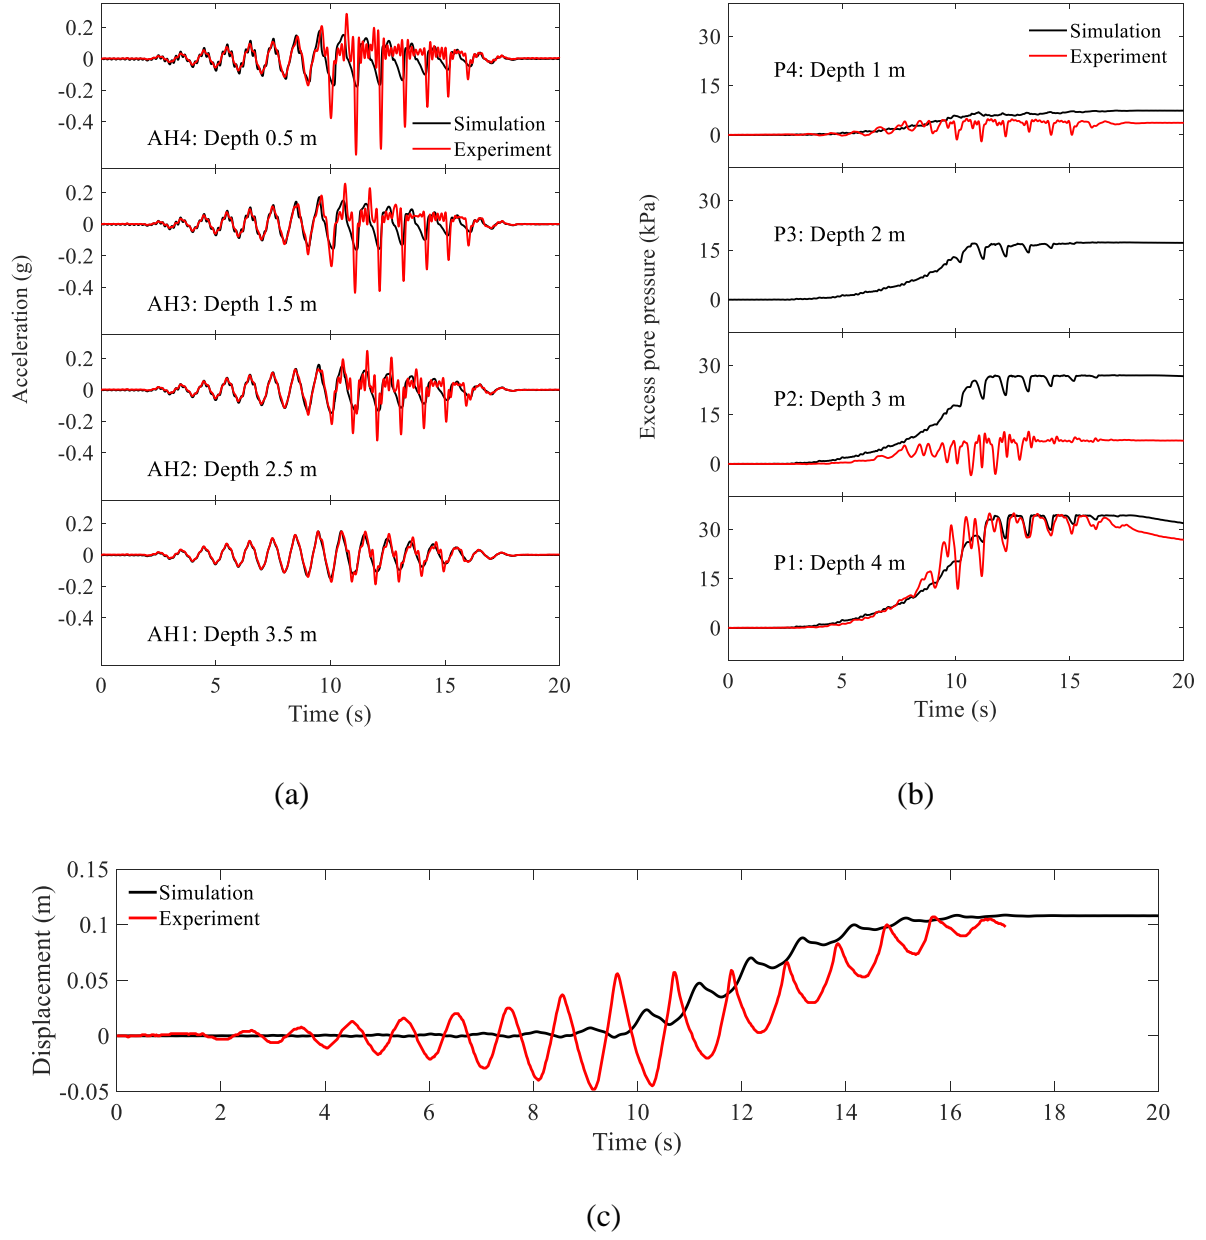 0.2
0
-0.2
-0.4
AH4: Depth 0.5 m
Simulation
Experiment
0.2
0
-0.2
-0.4
AH3: Depth 1.5 m
0.2
0
-0.2
-0.4
AH2: Depth 2.5 m
0.2
0
-0.2
-0.4
AH1: Depth 3.5 m
Acceleration (g)
0 5 10 15 20
Time (s)
(a)
30
15
0
P4: Depth 1 m
Simulation
Experiment
30
15
0
P3: Depth 2 m
30
15
0
P2: Depth 3 m
30
15
0
P1: Depth 4 m
Excess pore pressure (kPa)
0 5 10 15 20
Time (s)
(b)
0.15
0.1
0.05
0
-0.05
Displacement (m)
Simulation
Experiment
0 2 4 6 8 10 12 14 16 18 20
Time (s)
(c)